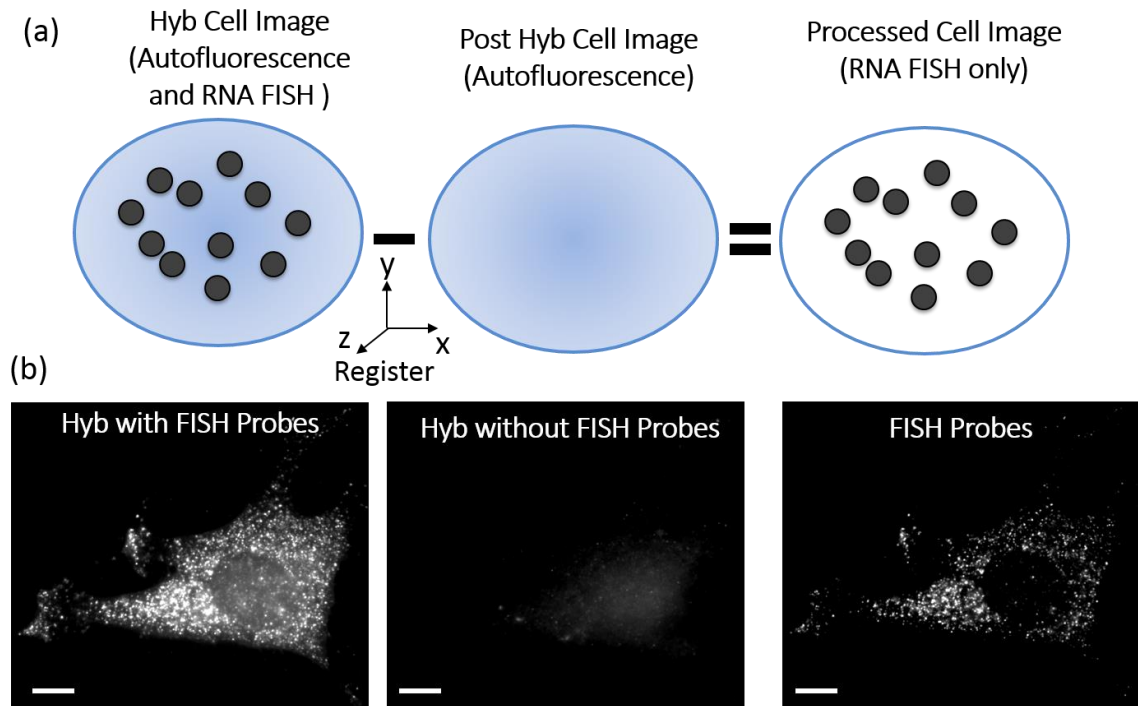 (a)
Hyb Cell Image
(Autofluorescence
and RNA FISH )
Post Hyb Cell Image
(Autofluorescence)
Processed Cell Image
(RNA FISH only)
y
z
x
Register
(b)
Hyb with FISH Probes
Hyb without FISH Probes
FISH Probes